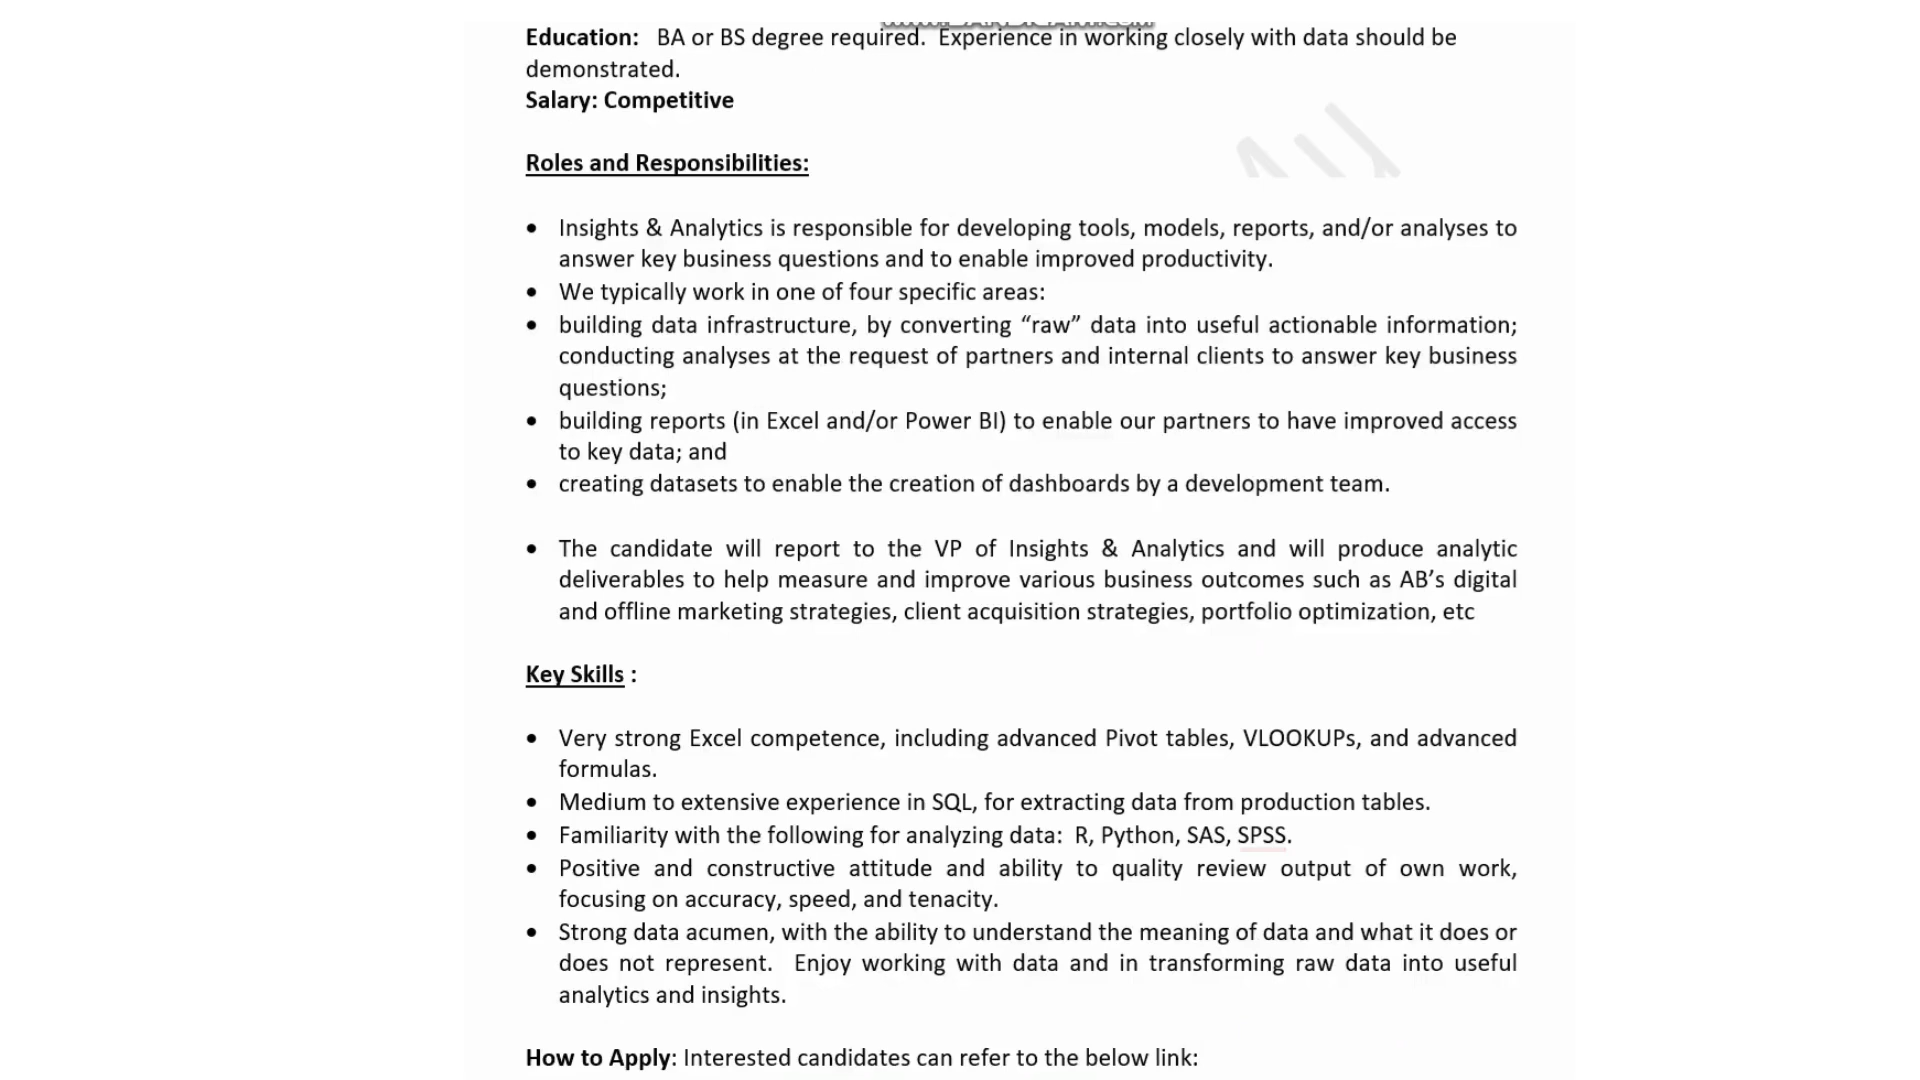 Education: BA or BS degree required. Experience in working closely with data should be
demonstrated.
Salary: Competitive
Roles and Responsibilities:
• Insights & Analytics is responsible for developing tools, models, reports, and/or analyses to
answer key business questions and to enable improved productivity.
• We typically work in one of four specific areas:
• building data infrastructure, by converting “raw” data into useful actionable information;
conducting analyses at the request of partners and internal clients to answer key business
questions;
• building reports (in Excel and/or Power BI) to enable our partners to have improved access
to key data; and
• creating datasets to enable the creation of dashboards by a development team.
• The candidate will report to the VP of Insights & Analytics and will produce analytic
deliverables to help measure and improve various business outcomes such as AB’s digital
and offline marketing strategies, client acquisition strategies, portfolio optimization, etc
Key Skills :
• Very strong Excel competence, including advanced Pivot tables, VLOOKUPs, and advanced
formulas.
• Medium to extensive experience in SQL, for extracting data from production tables.
• Familiarity with the following for analyzing data: R, Python, SAS, SPSS.
• Positive and constructive attitude and ability to quality review output of own work,
focusing on accuracy, speed, and tenacity.
• Strong data acumen, with the ability to understand the meaning of data and what it does or
does not represent. Enjoy working with data and in transforming raw data into useful
analytics and insights.
How to Apply: Interested candidates can refer to the below link: